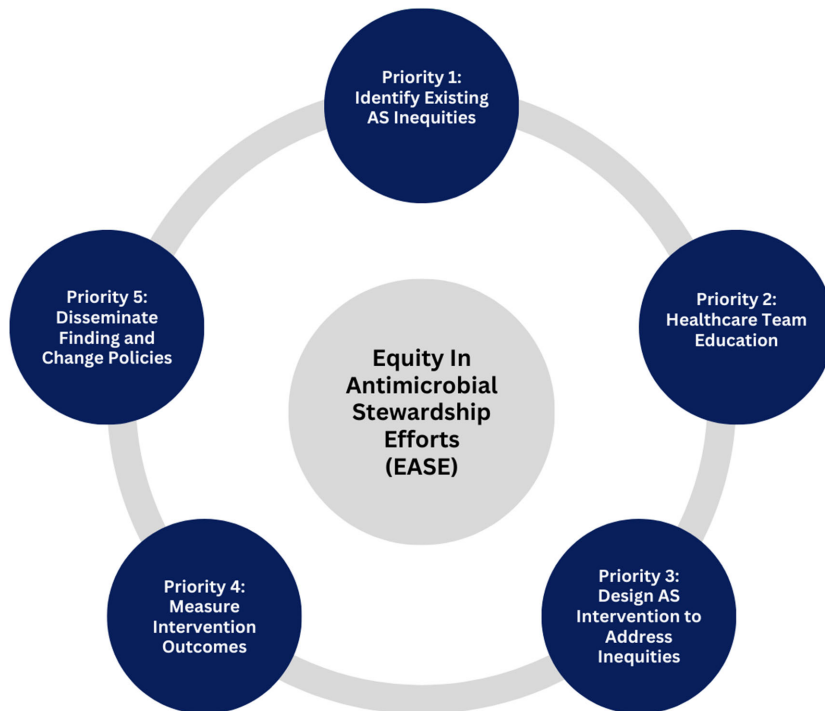 Priority 1:
Identify Existing
AS Inequities
Priority 2:
Healthcare Team
Education
Priority 3:
Design AS
Intervention to
Address
Inequities
Priority 4:
Measure
Intervention
Outcomes
Priority 5:
Disseminate
Finding and
Change Policies
Equity In
Antimicrobial
Stewardship
Efforts
(EASE)